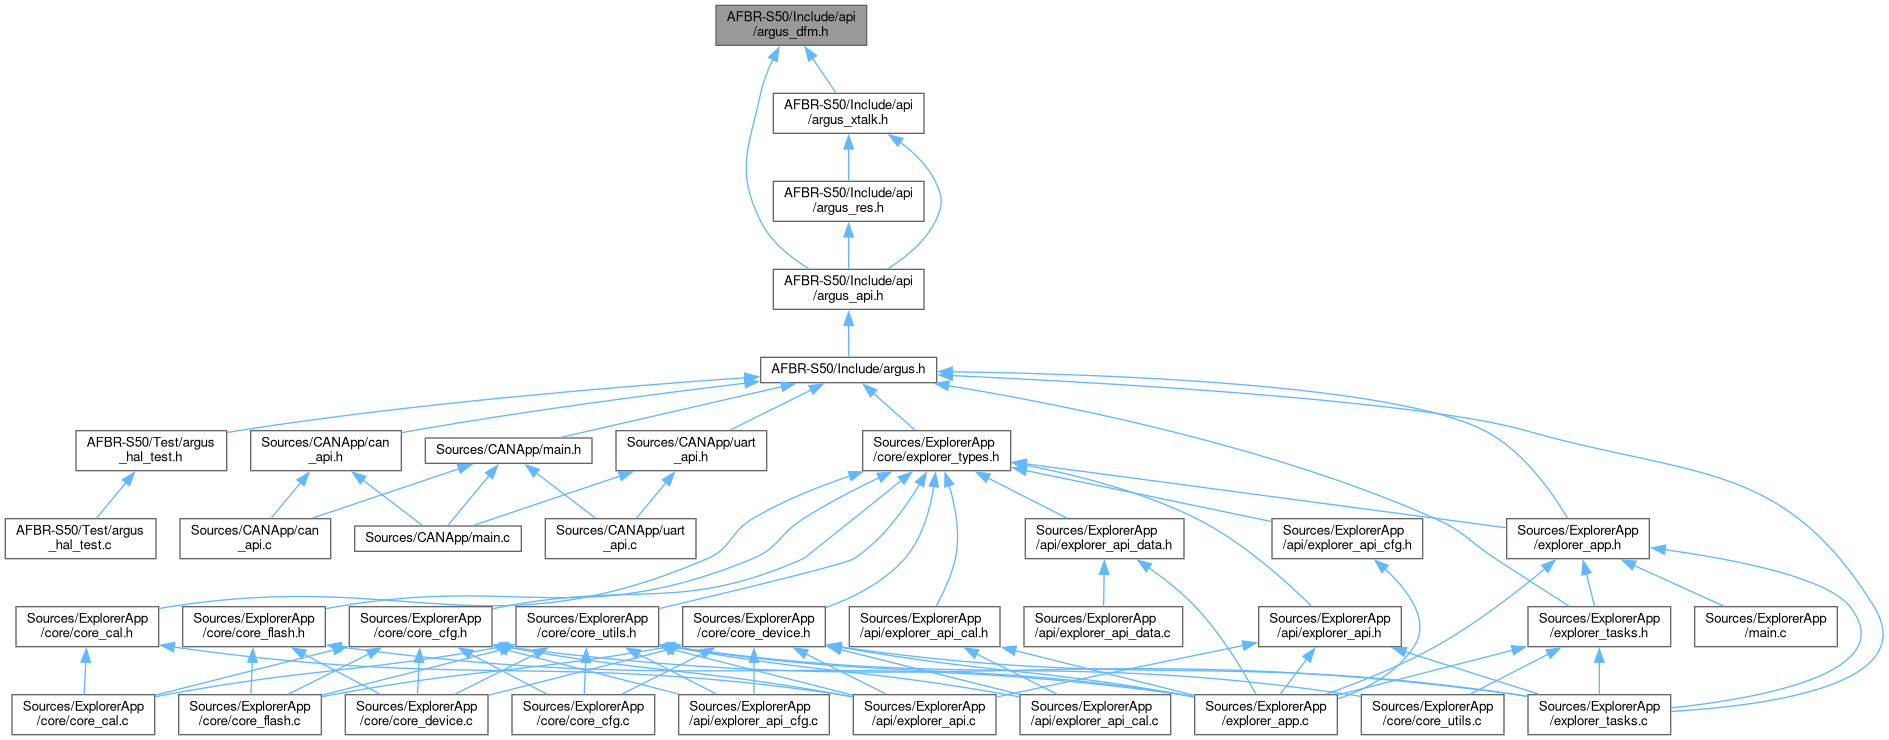 AFBR-S50/Include/api
/argus_dfm.h
AFBR-S50/Include/api
/argus_xtalk.h
AFBR-S50/Include/api
/argus_res.h
AFBR-S50/Include/api
/argus_api.h
AFBR-S50/Include/argus.h
AFBR-S50/Test/argus
_hal_test.h
Sources/CANApp/can
_api.h
Sources/CANApp/main.h
Sources/CANApp/uart
_api.h
Sources/ExplorerApp
/core/explorer_types.h
AFBR-S50/Test/argus
_hal_test.c
Sources/CANApp/can
_api.c
Sources/CANApp/main.c
Sources/CANApp/uart
_api.c
Sources/ExplorerApp
/api/explorer_api_data.h
Sources/ExplorerApp
/api/explorer_api_cfg.h
Sources/ExplorerApp
/explorer_app.h
Sources/ExplorerApp
/core/core_cal.h
Sources/ExplorerApp
/core/core_flash.h
Sources/ExplorerApp
/core/core_cfg.h
Sources/ExplorerApp
/core/core_utils.h
Sources/ExplorerApp
/core/core_device.h
Sources/ExplorerApp
/api/explorer_api_cal.h
Sources/ExplorerApp
/api/explorer_api_data.c
Sources/ExplorerApp
/api/explorer_api.h
Sources/ExplorerApp
/explorer_tasks.h
Sources/ExplorerApp
/main.c
Sources/ExplorerApp
/core/core_cal.c
Sources/ExplorerApp
/core/core_flash.c
Sources/ExplorerApp
/core/core_device.c
Sources/ExplorerApp
/core/core_cfg.c
Sources/ExplorerApp
/api/explorer_api_cfg.c
Sources/ExplorerApp
/api/explorer_api.c
Sources/ExplorerApp
/api/explorer_api_cal.c
Sources/ExplorerApp
/explorer_app.c
Sources/ExplorerApp
/core/core_utils.c
Sources/ExplorerApp
/explorer_tasks.c